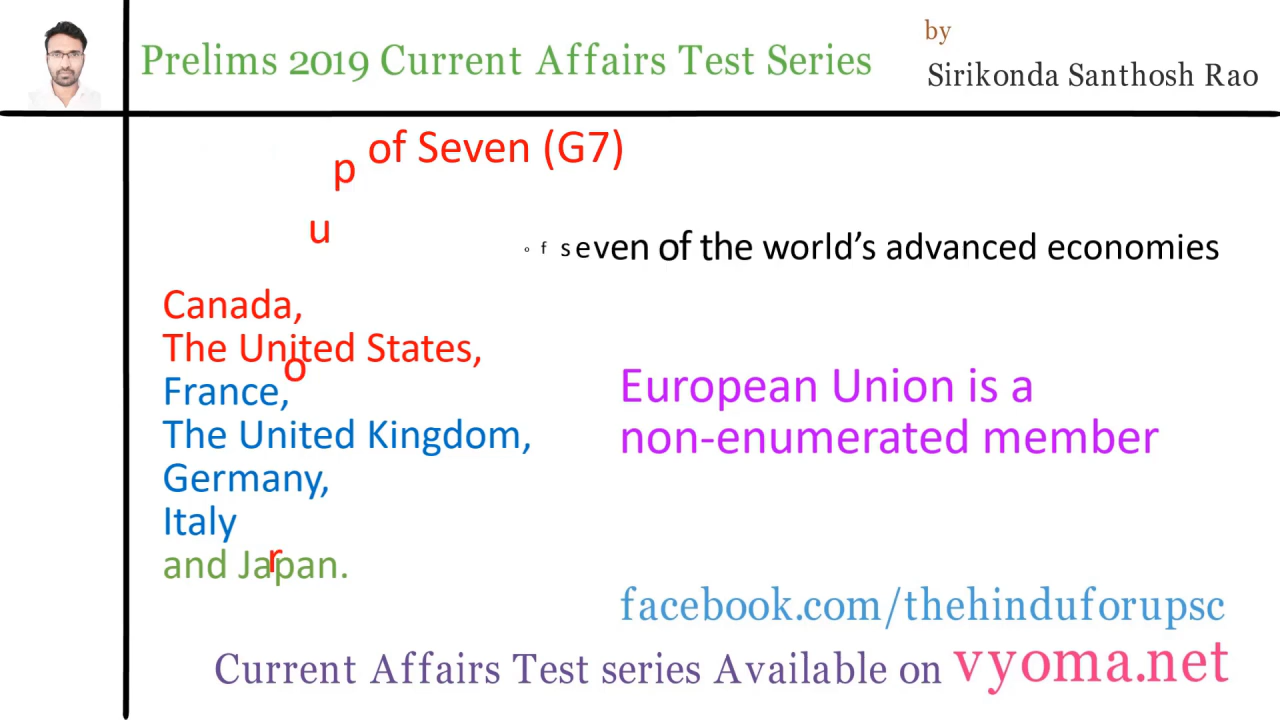 Prelims 2019 Current Affairs Test Series
by
Sirikonda Santhosh Rao
p of Seven (G7)
u
of seven of the world's advanced economies
Canada,
The United States,
o
France,
The United Kingdom,
Germany,
Italy
r
and Japan.
European Union is a
non-enumerated member
facebook.com/thehinduforupsc
Current Affairs Test series Available on vyoma.net